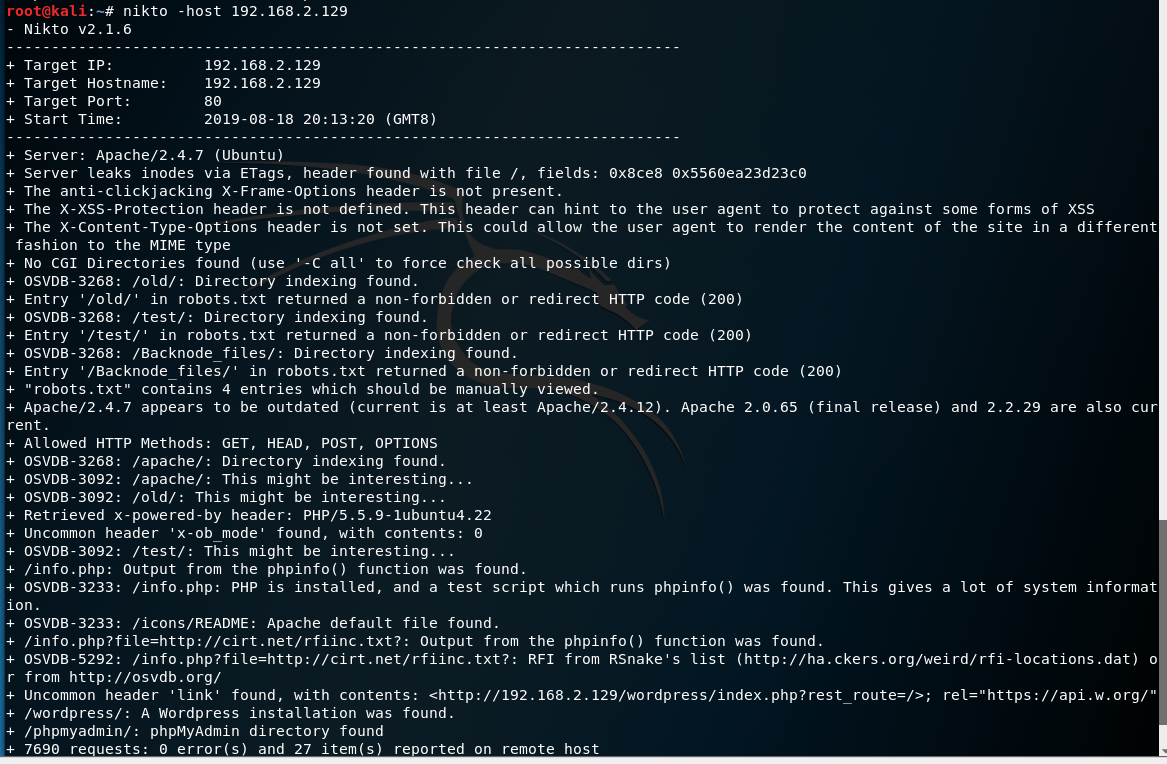 root@kali:~# nikto -host 192.168.2.129
- Nikto v2.1.6
---------------------------------------------------------------------------
+ Target IP:          192.168.2.129
+ Target Hostname:    192.168.2.129
+ Target Port:        80
+ Start Time:         2019-08-18 20:13:20 (GMT8)
---------------------------------------------------------------------------
+ Server: Apache/2.4.7 (Ubuntu)
+ Server leaks inodes via ETags, header found with file /, fields: 0x8ce8 0x5560ea23d23c0
+ The anti-clickjacking X-Frame-Options header is not present.
+ The X-XSS-Protection header is not defined. This header can hint to the user agent to protect against some forms of XSS
+ The X-Content-Type-Options header is not set. This could allow the user agent to render the content of the site in a different
 fashion to the MIME type
+ No CGI Directories found (use '-C all' to force check all possible dirs)
+ OSVDB-3268: /old/: Directory indexing found.
+ Entry '/old/' in robots.txt returned a non-forbidden or redirect HTTP code (200)
+ OSVDB-3268: /test/: Directory indexing found.
+ Entry '/test/' in robots.txt returned a non-forbidden or redirect HTTP code (200)
+ OSVDB-3268: /Backnode_files/: Directory indexing found.
+ Entry '/Backnode_files/' in robots.txt returned a non-forbidden or redirect HTTP code (200)
+ "robots.txt" contains 4 entries which should be manually viewed.
+ Apache/2.4.7 appears to be outdated (current is at least Apache/2.4.12). Apache 2.0.65 (final release) and 2.2.29 are also cur
rent.
+ Allowed HTTP Methods: GET, HEAD, POST, OPTIONS
+ OSVDB-3268: /apache/: Directory indexing found.
+ OSVDB-3092: /apache/: This might be interesting...
+ OSVDB-3092: /old/: This might be interesting...
+ Retrieved x-powered-by header: PHP/5.5.9-1ubuntu4.22
+ Uncommon header 'x-ob_mode' found, with contents: 0
+ OSVDB-3092: /test/: This might be interesting...
+ /info.php: Output from the phpinfo() function was found.
+ OSVDB-3233: /info.php: PHP is installed, and a test script which runs phpinfo() was found. This gives a lot of system informat
ion.
+ OSVDB-3233: /icons/README: Apache default file found.
+ /info.php?file=http://cirt.net/rfiinc.txt?: Output from the phpinfo() function was found.
+ OSVDB-5292: /info.php?file=http://cirt.net/rfiinc.txt?: RFI from RSnake's list (http://ha.ckers.org/weird/rfi-locations.dat) o
r from http://osvdb.org/
+ Uncommon header 'link' found, with contents: <http://192.168.2.129/wordpress/index.php?rest_route=/>; rel="https://api.w.org/"
+ /wordpress/: A Wordpress installation was found.
+ /phpmyadmin/: phpMyAdmin directory found
+ 7690 requests: 0 error(s) and 27 item(s) reported on remote host